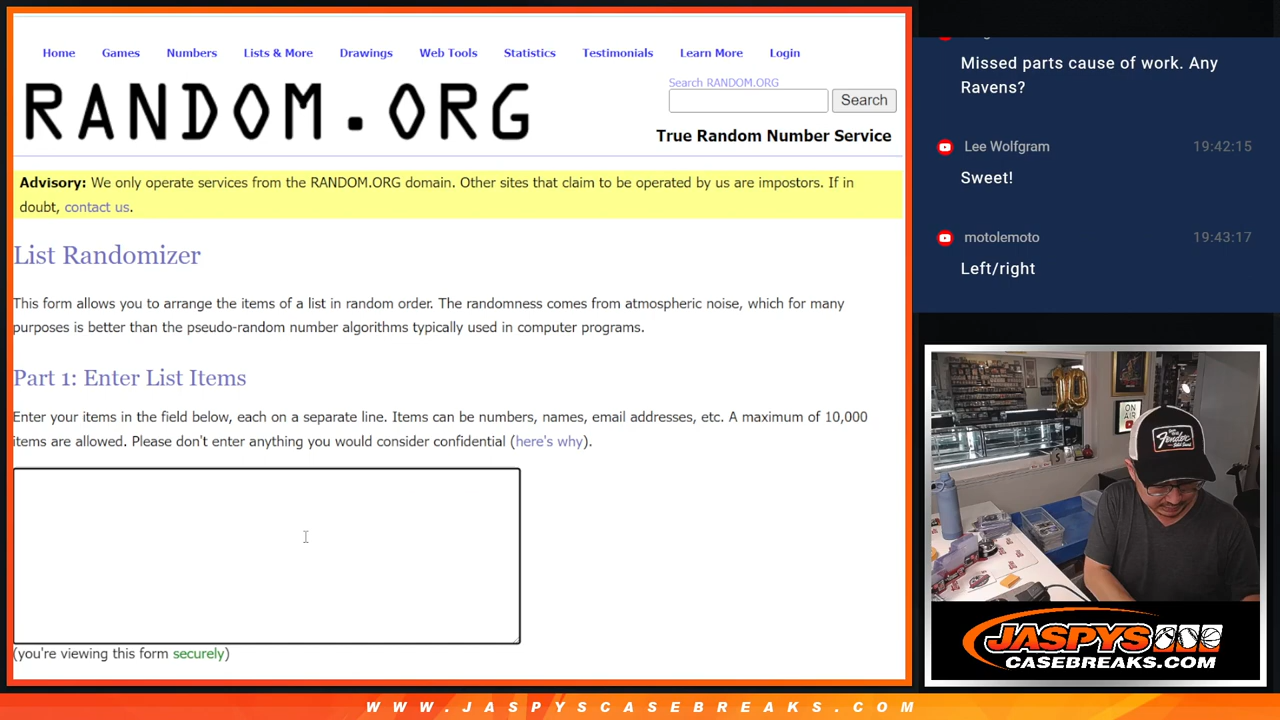 Home Games Numbers Lists & More Drawings Web Tools Statistics Testimonials Learn More Login
RANDOM.ORG
Search RANDOM.ORG
Search
True Random Number Service
Advisory: We only operate services from the RANDOM.ORG domain. Other sites that claim to be operated by us are impostors. If in
doubt, contact us.
List Randomizer
This form allows you to arrange the items of a list in random order. The randomness comes from atmospheric noise, which for many
purposes is better than the pseudo-random number algorithms typically used in computer programs.
Part 1: Enter List Items
Enter your items in the field below, each on a separate line. Items can be numbers, names, email addresses, etc. A maximum of 10,000
items are allowed. Please don't enter anything you would consider confidential (here's why).
(you're viewing this form securely)
Missed parts cause of work. Any
Ravens?
Lee Wolfgram 19:42:15
Sweet!
motolemoto 19:43:17
Left/right
10
ON
AIR
Fender
JASPYS
CASEBREAKS.COM
WWW.JASPYSCASEBREAKS.COM